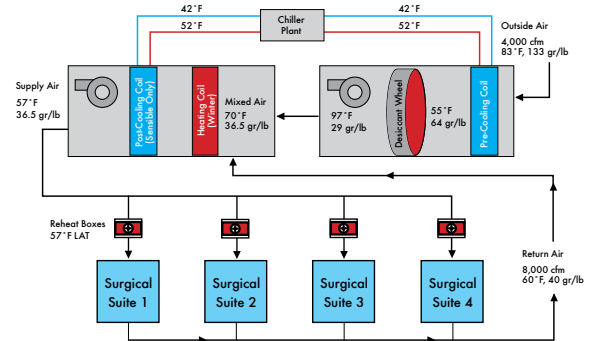 42˚F
42˚F
Chiller
Plant
52˚F
52˚F
Outside Air
4,000 cfm
83˚F, 133 gr/lb
Supply Air
57˚F
36.5 gr/lb
Post-Cooling Coil
(Sensible Only)
Heating Coil
(Winter)
Mixed Air
70˚F
36.5 gr/lb
97˚F
29 gr/lb
Desiccant Wheel
55˚F
64 gr/lb
Pre-Cooling Coil
Reheat Boxes
57˚F LAT
Return Air
8,000 cfm
60˚F, 40 gr/lb
Surgical
Suite 1
Surgical
Suite 2
Surgical
Suite 3
Surgical
Suite 4